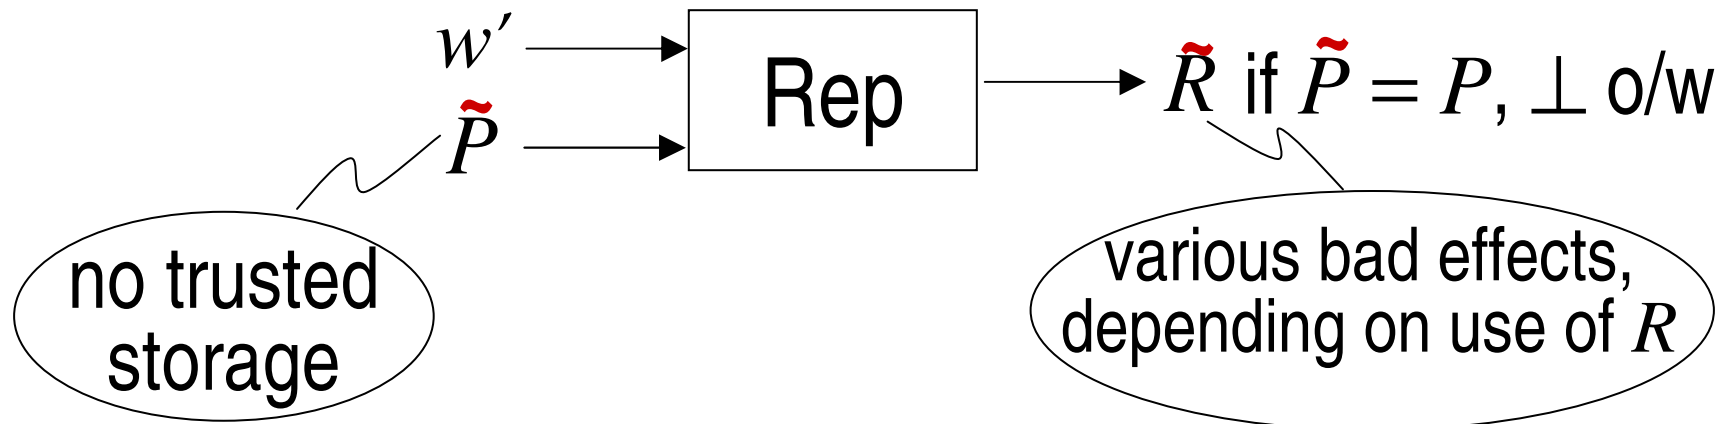 w′
P̃
Rep
R̃ if P̃ = P, ⊥ o/w
no trusted
storage
various bad effects,
depending on use of R